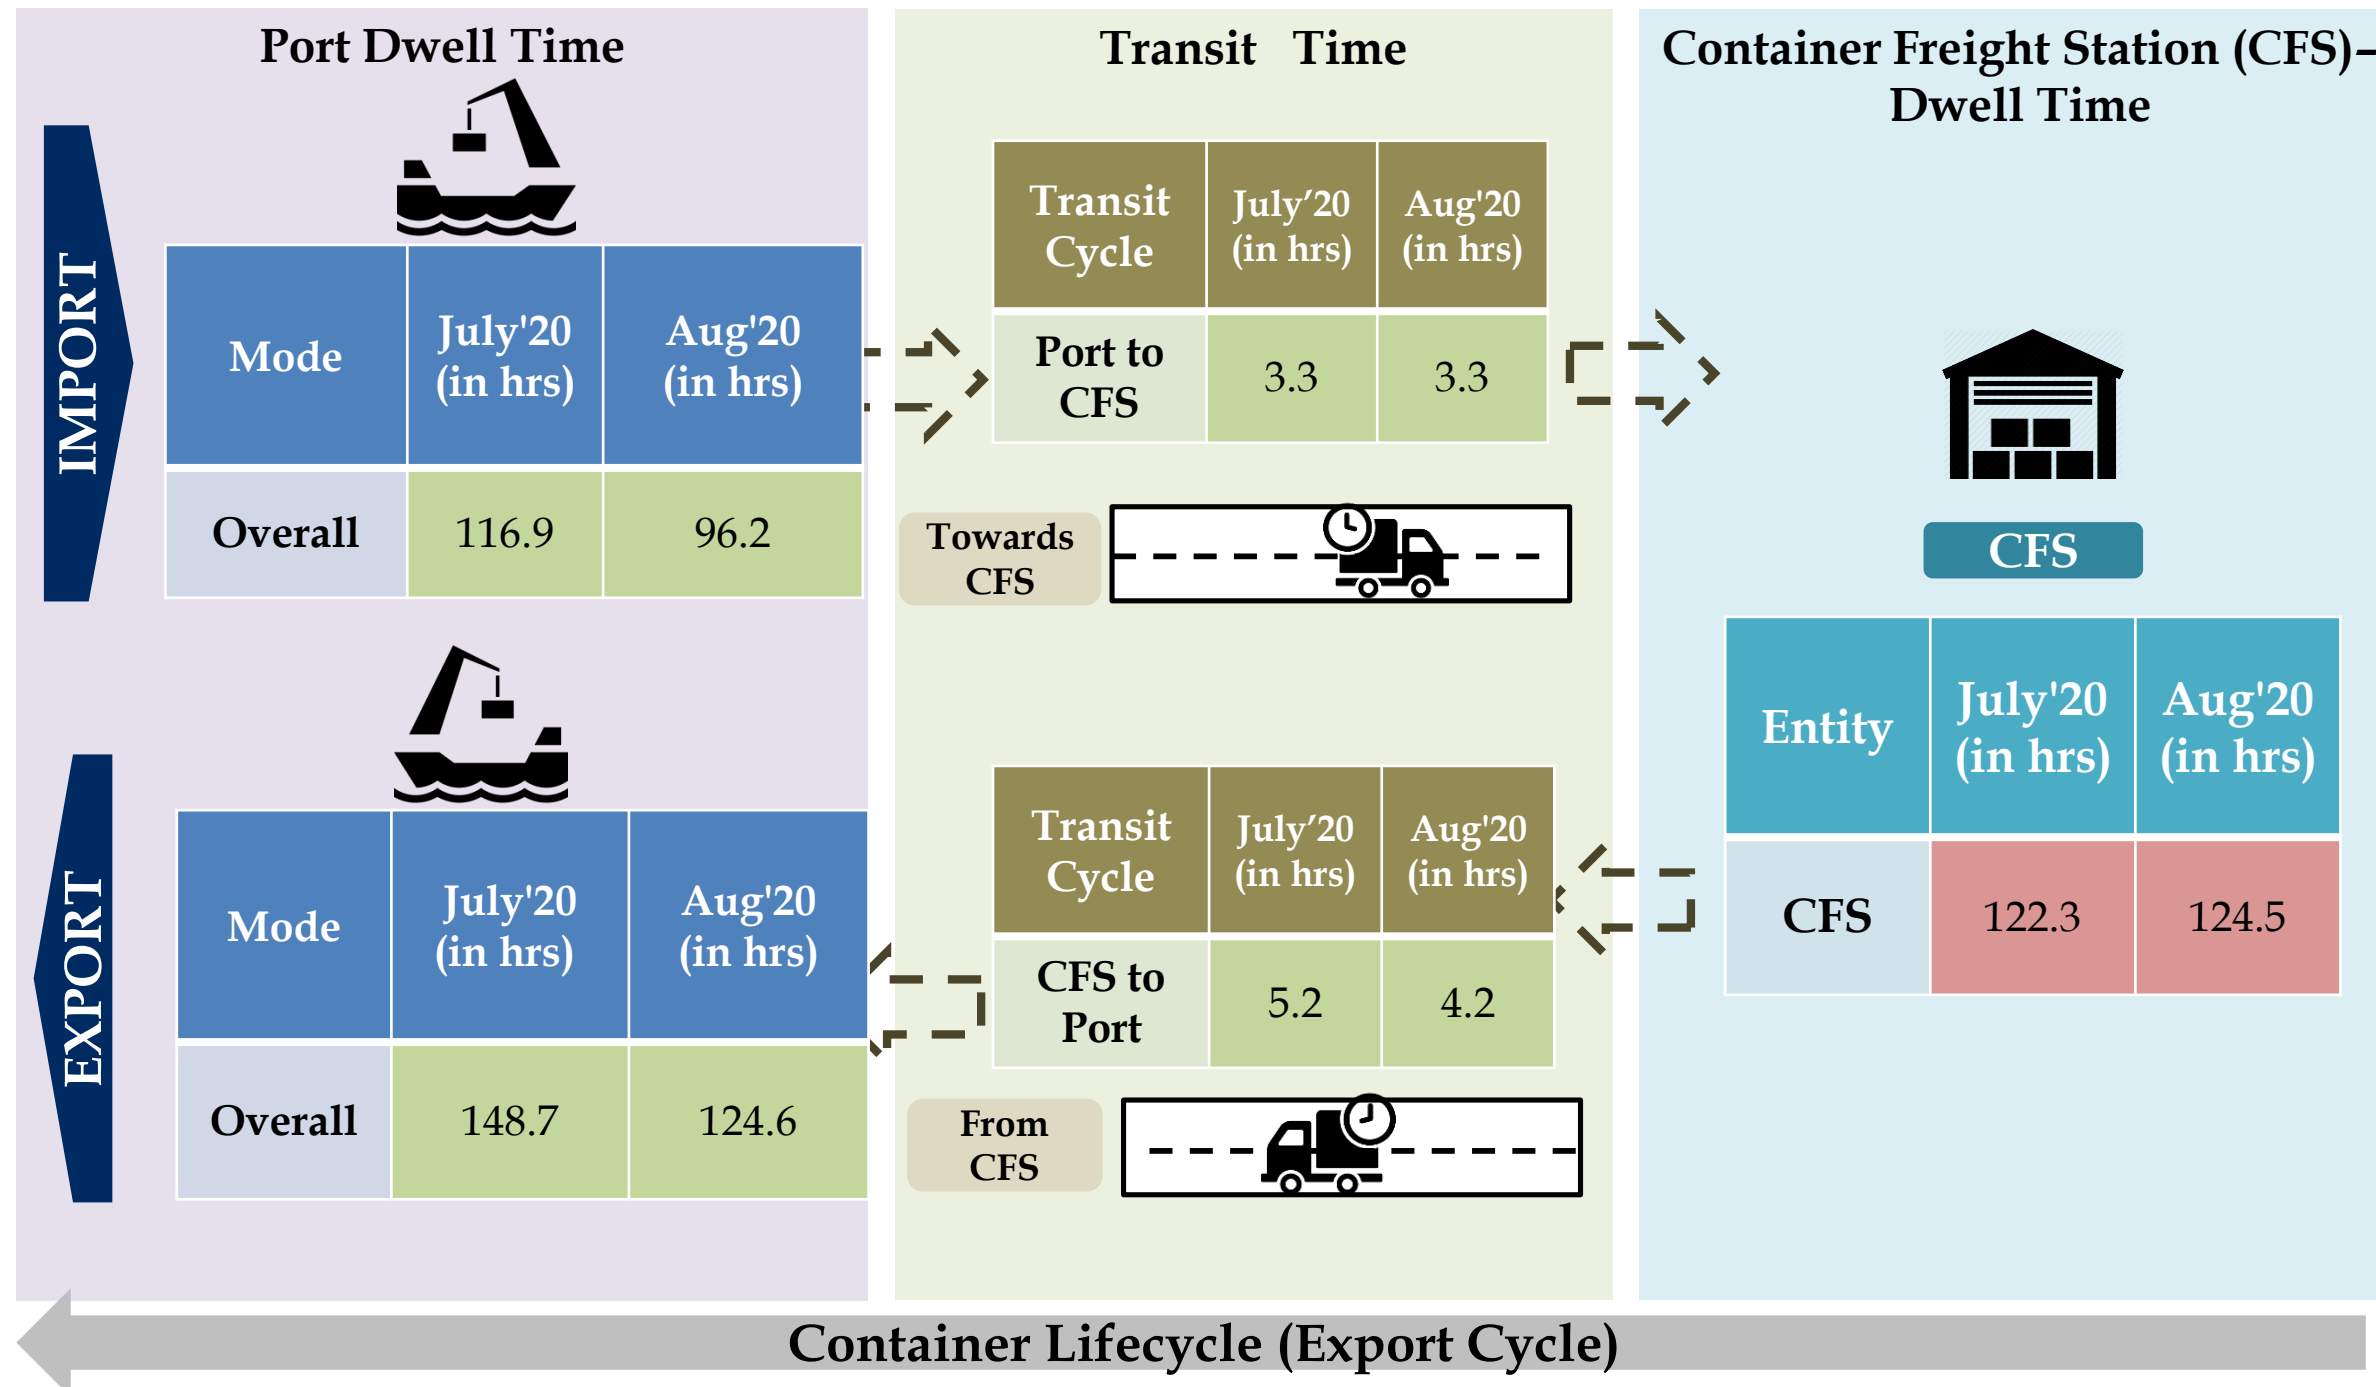 Port Dwell Time
IMPORT
Mode
July'20
(in hrs)
Aug'20
(in hrs)
Overall
116.9
96.2
EXPORT
Mode
July'20
(in hrs)
Aug'20
(in hrs)
Overall
148.7
124.6
Transit Time
Transit
Cycle
July’20
(in hrs)
Aug'20
(in hrs)
Port to
CFS
3.3
3.3
Towards
CFS
Transit
Cycle
July’20
(in hrs)
Aug'20
(in hrs)
CFS to
Port
5.2
4.2
From
CFS
Container Freight Station (CFS)–
Dwell Time
CFS
Entity
July'20
(in hrs)
Aug'20
(in hrs)
CFS
122.3
124.5
Container Lifecycle (Export Cycle)